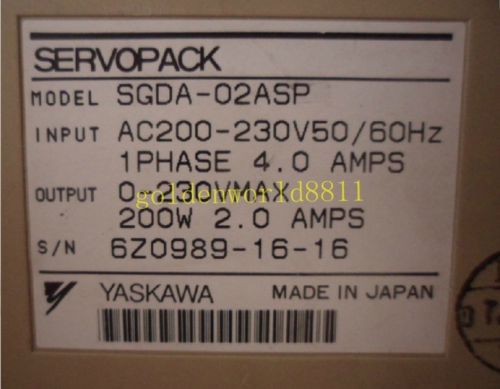 SERVOPACK
MODEL SGDA-02ASP
INPUT AC200-230V50/60Hz
1PHASE 4.0 AMPS
OUTPUT 0-230VMAX
goldenworld8811
200W 2.0 AMPS
S/N 6Z0989-16-16
YASKAWA MADE IN JAPAN